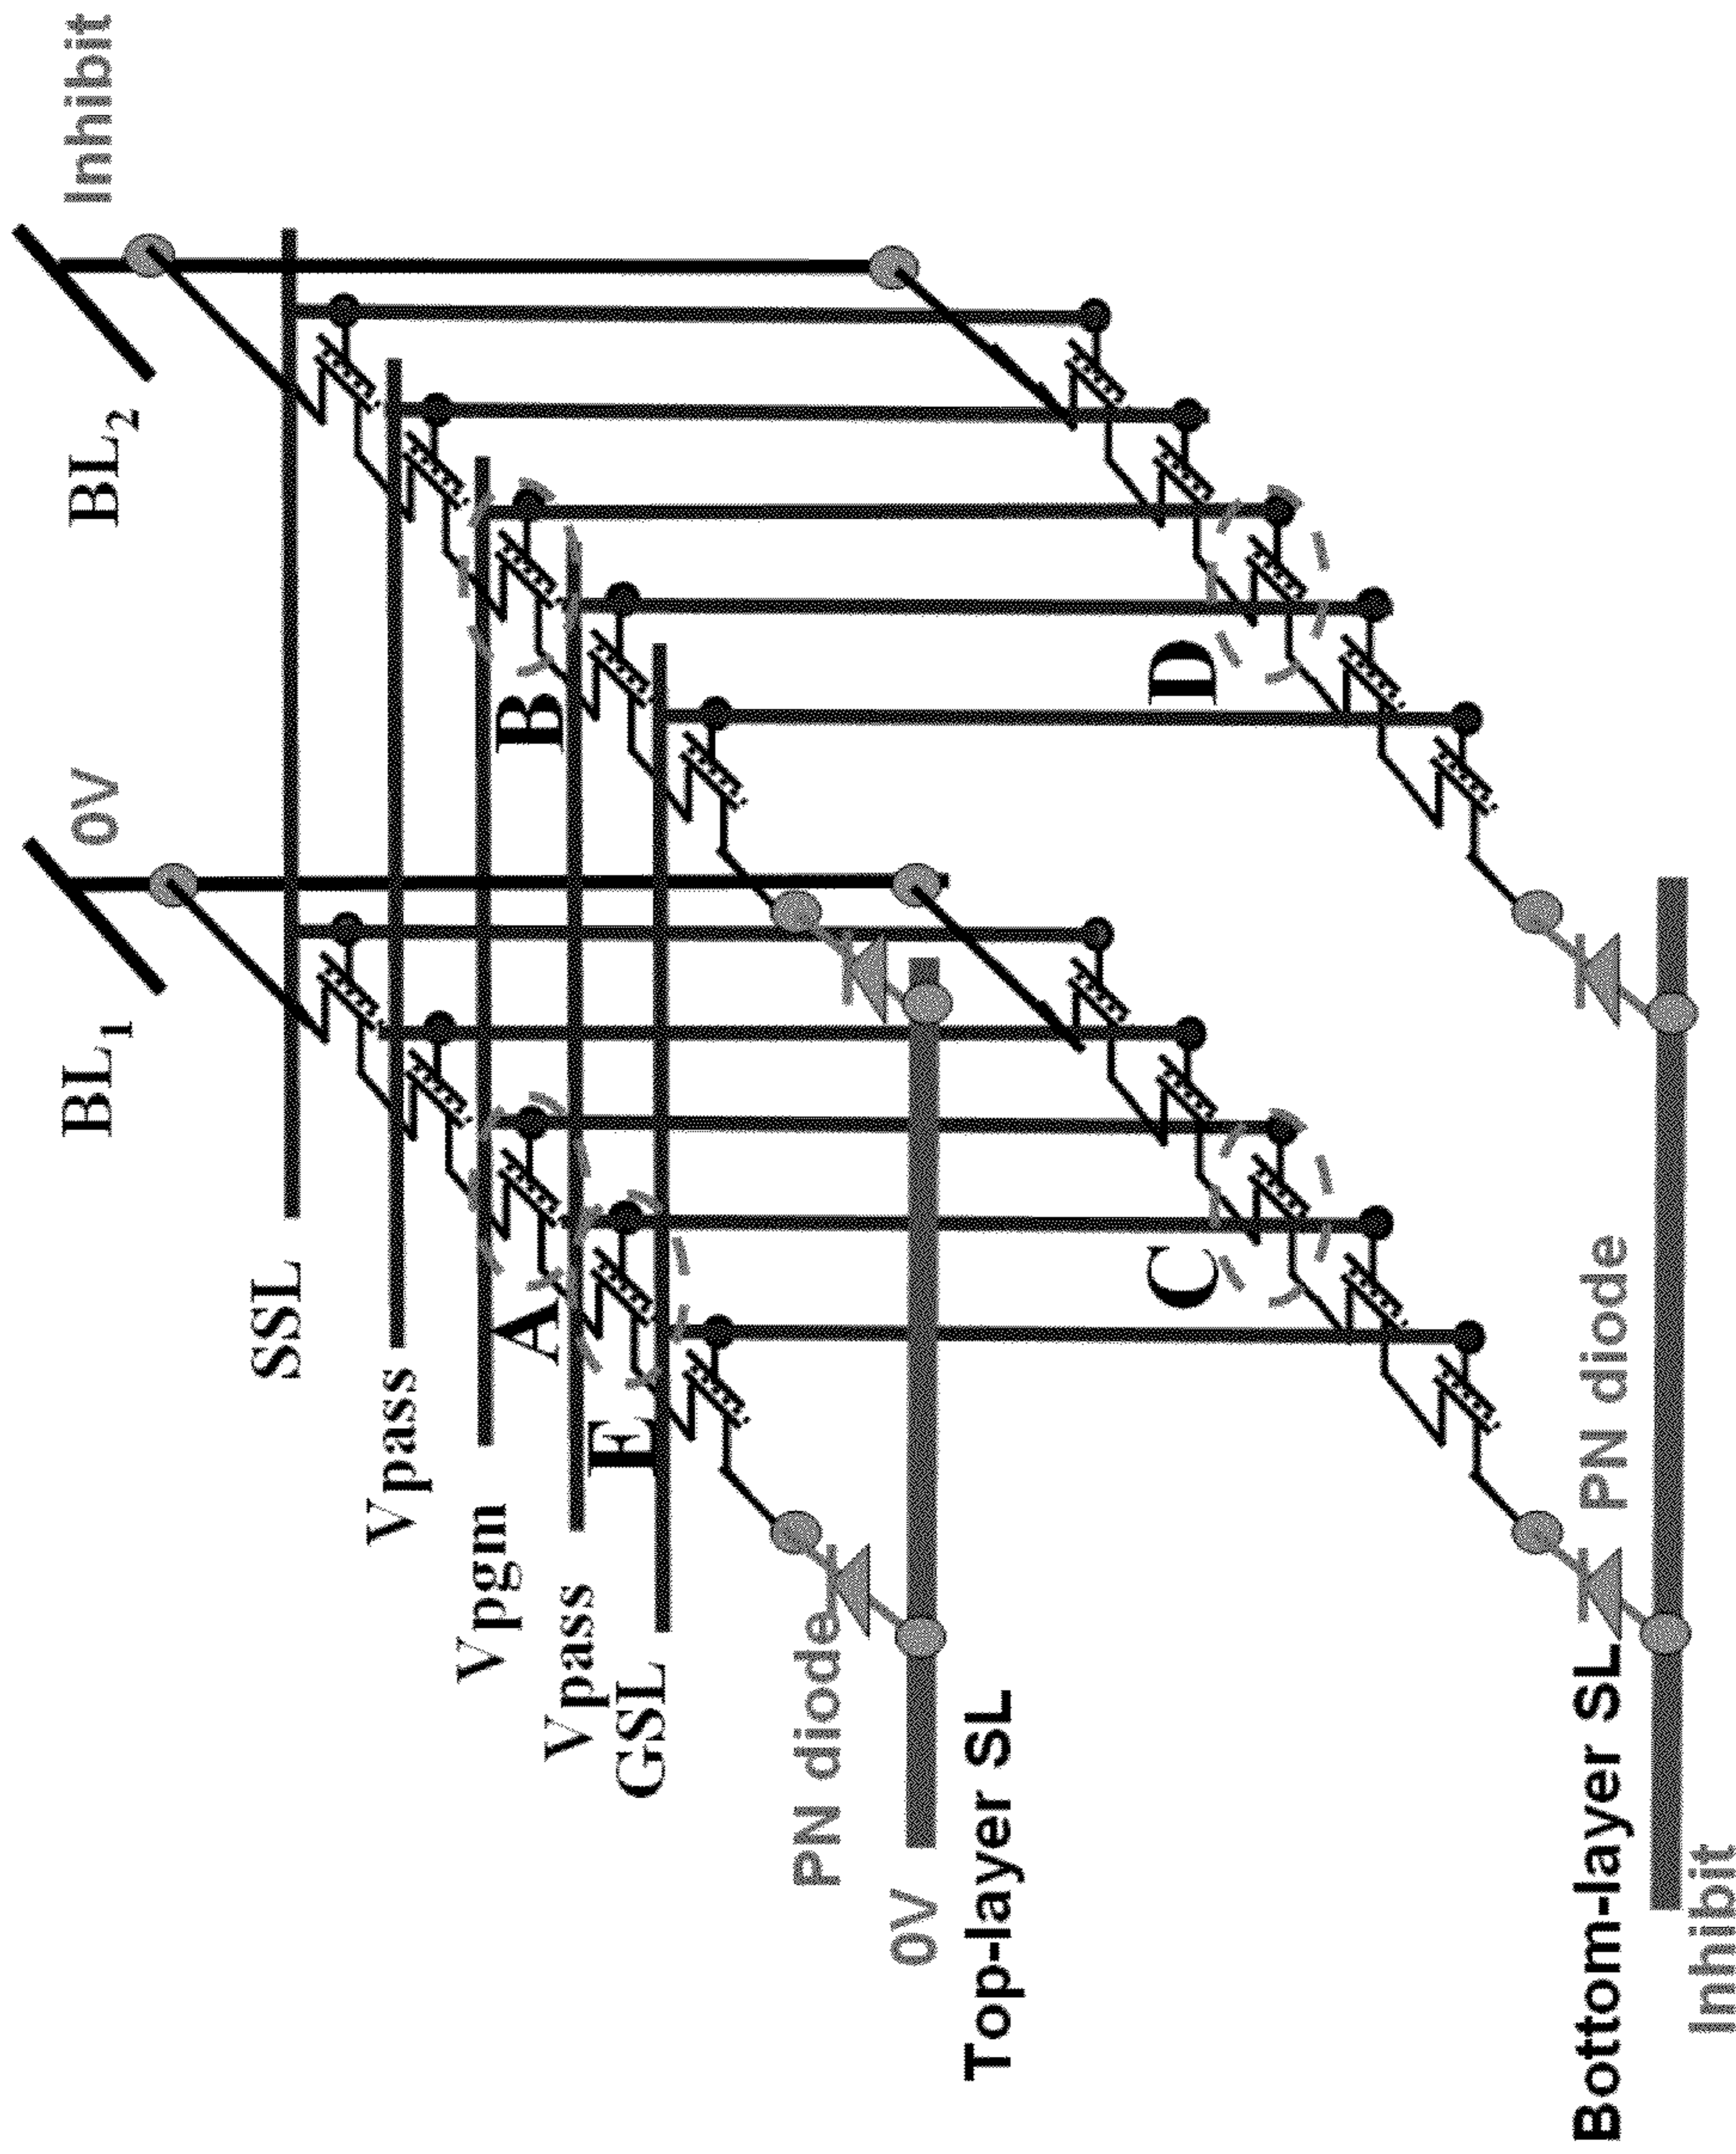 BL1
0V
BL2
Inhibit
SSL
Vpass
Vpgm
Vpass
GSL
A
B
E
C
D
PN diode
0V
Top-layer SL
PN diode
Bottom-layer SL
Inhibit